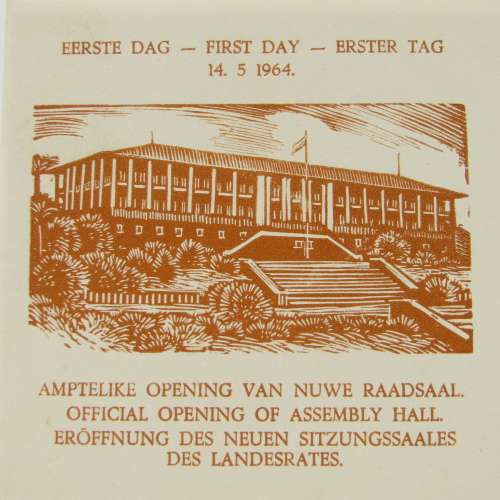 EERSTE DAG – FIRST DAY – ERSTER TAG
14. 5 1964.
AMPTELIKE OPENING VAN NUWE RAADSAAL.
OFFICIAL OPENING OF ASSEMBLY HALL.
ERÖFFNUNG DES NEUEN SITZUNGSSAALES
DES LANDESRATES.